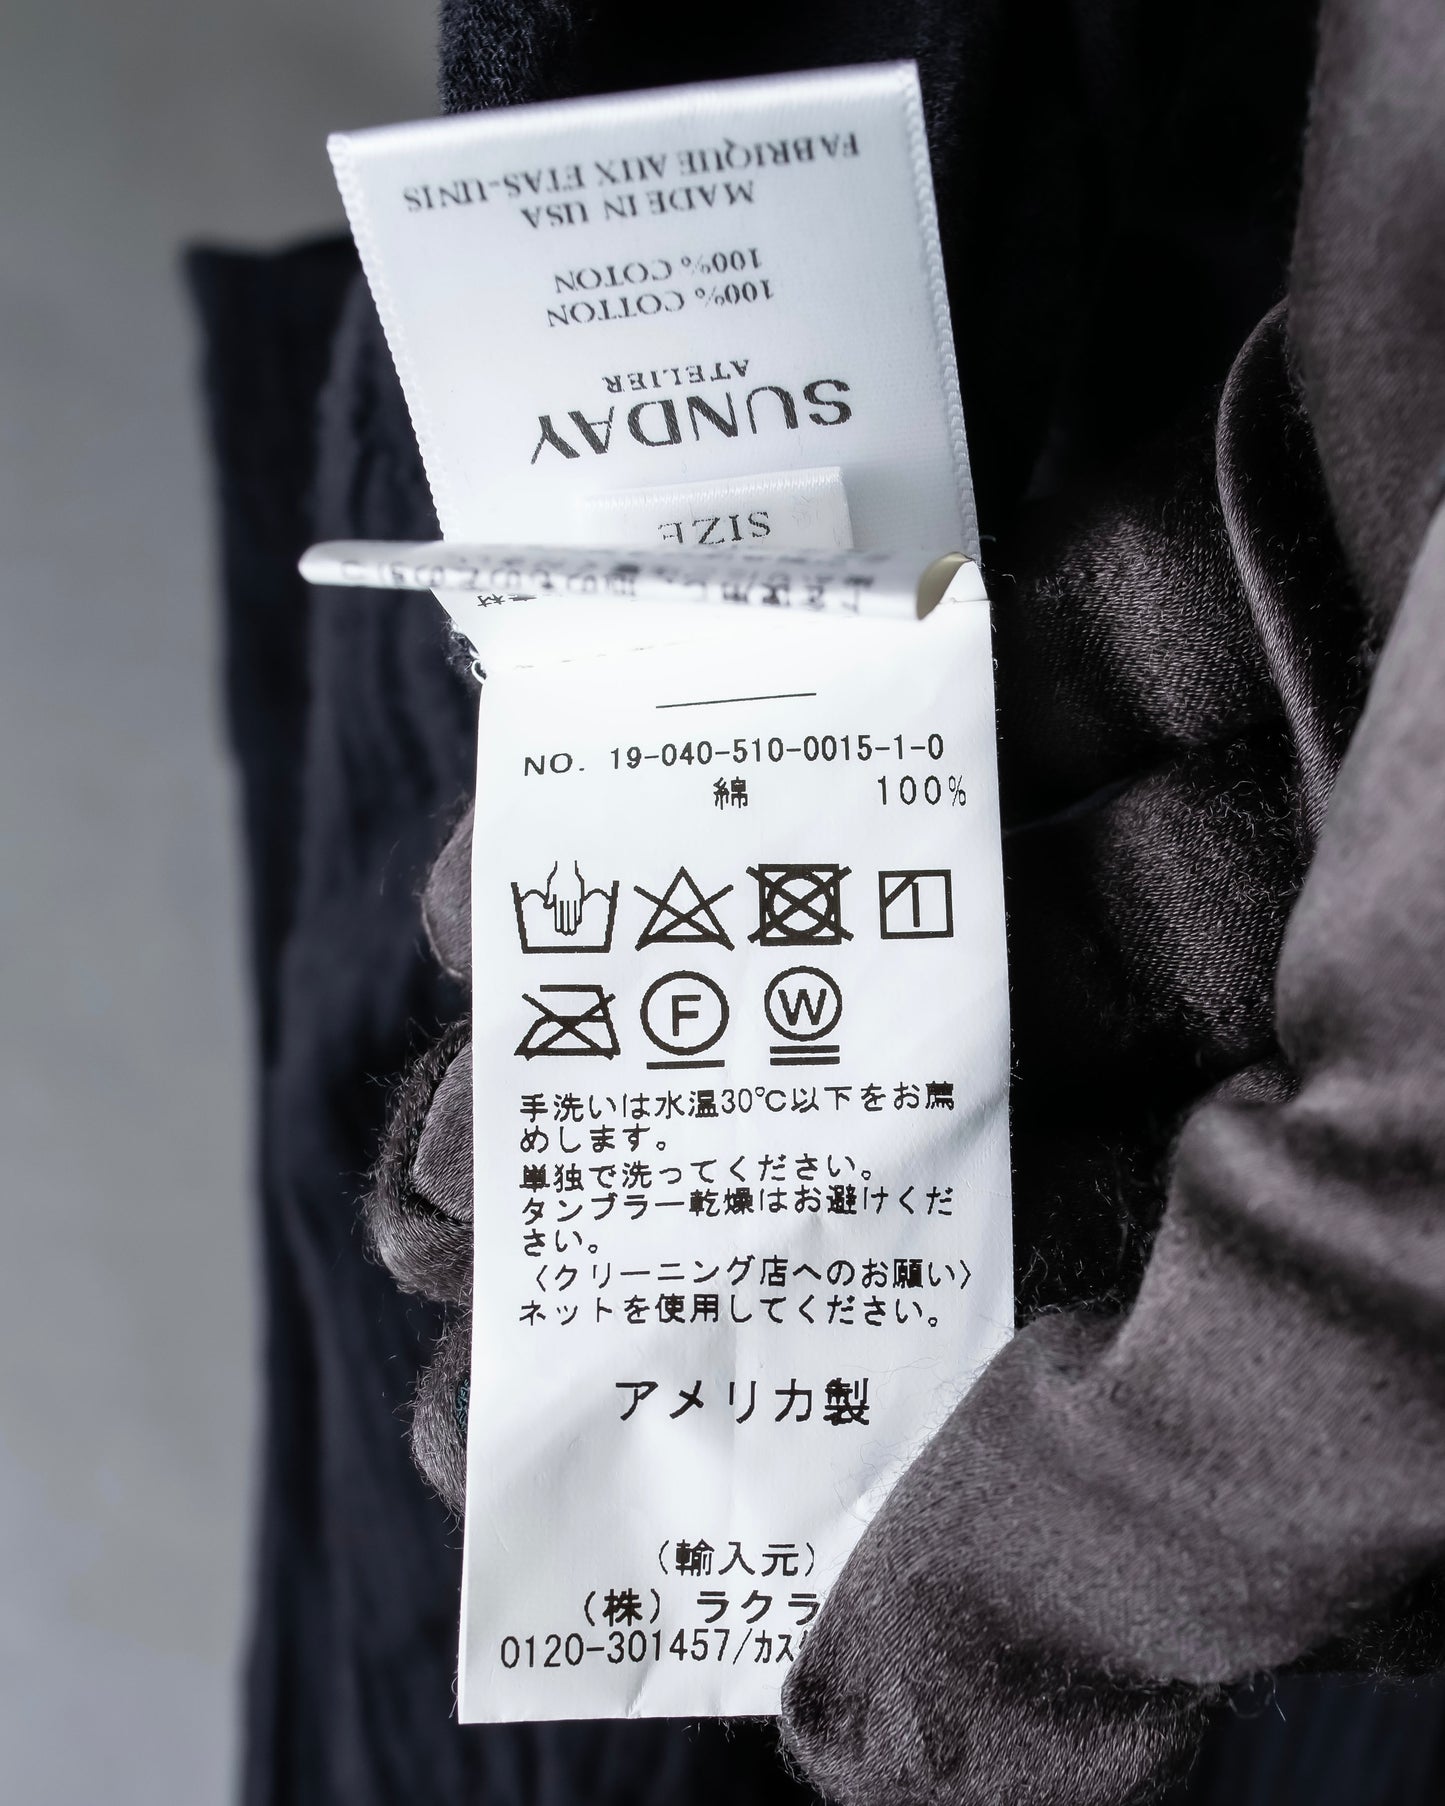 FABRIQUE AUX ETAS-UNIS
MADE IN USA
100% COTON
100% COTTON
ATELIER
SUNDAY
SIZE
NO. 19-040-510-0015-1-0
綿 100%
F W
手洗いは水温30℃以下をお薦
めします。
単独で洗ってください。
タンブラー乾燥はお避けくだ
さい。
〈クリーニング店へのお願い〉
ネットを使用してください。
アメリカ製
（輸入元）
（株）ラクラ
0120-301457/カス